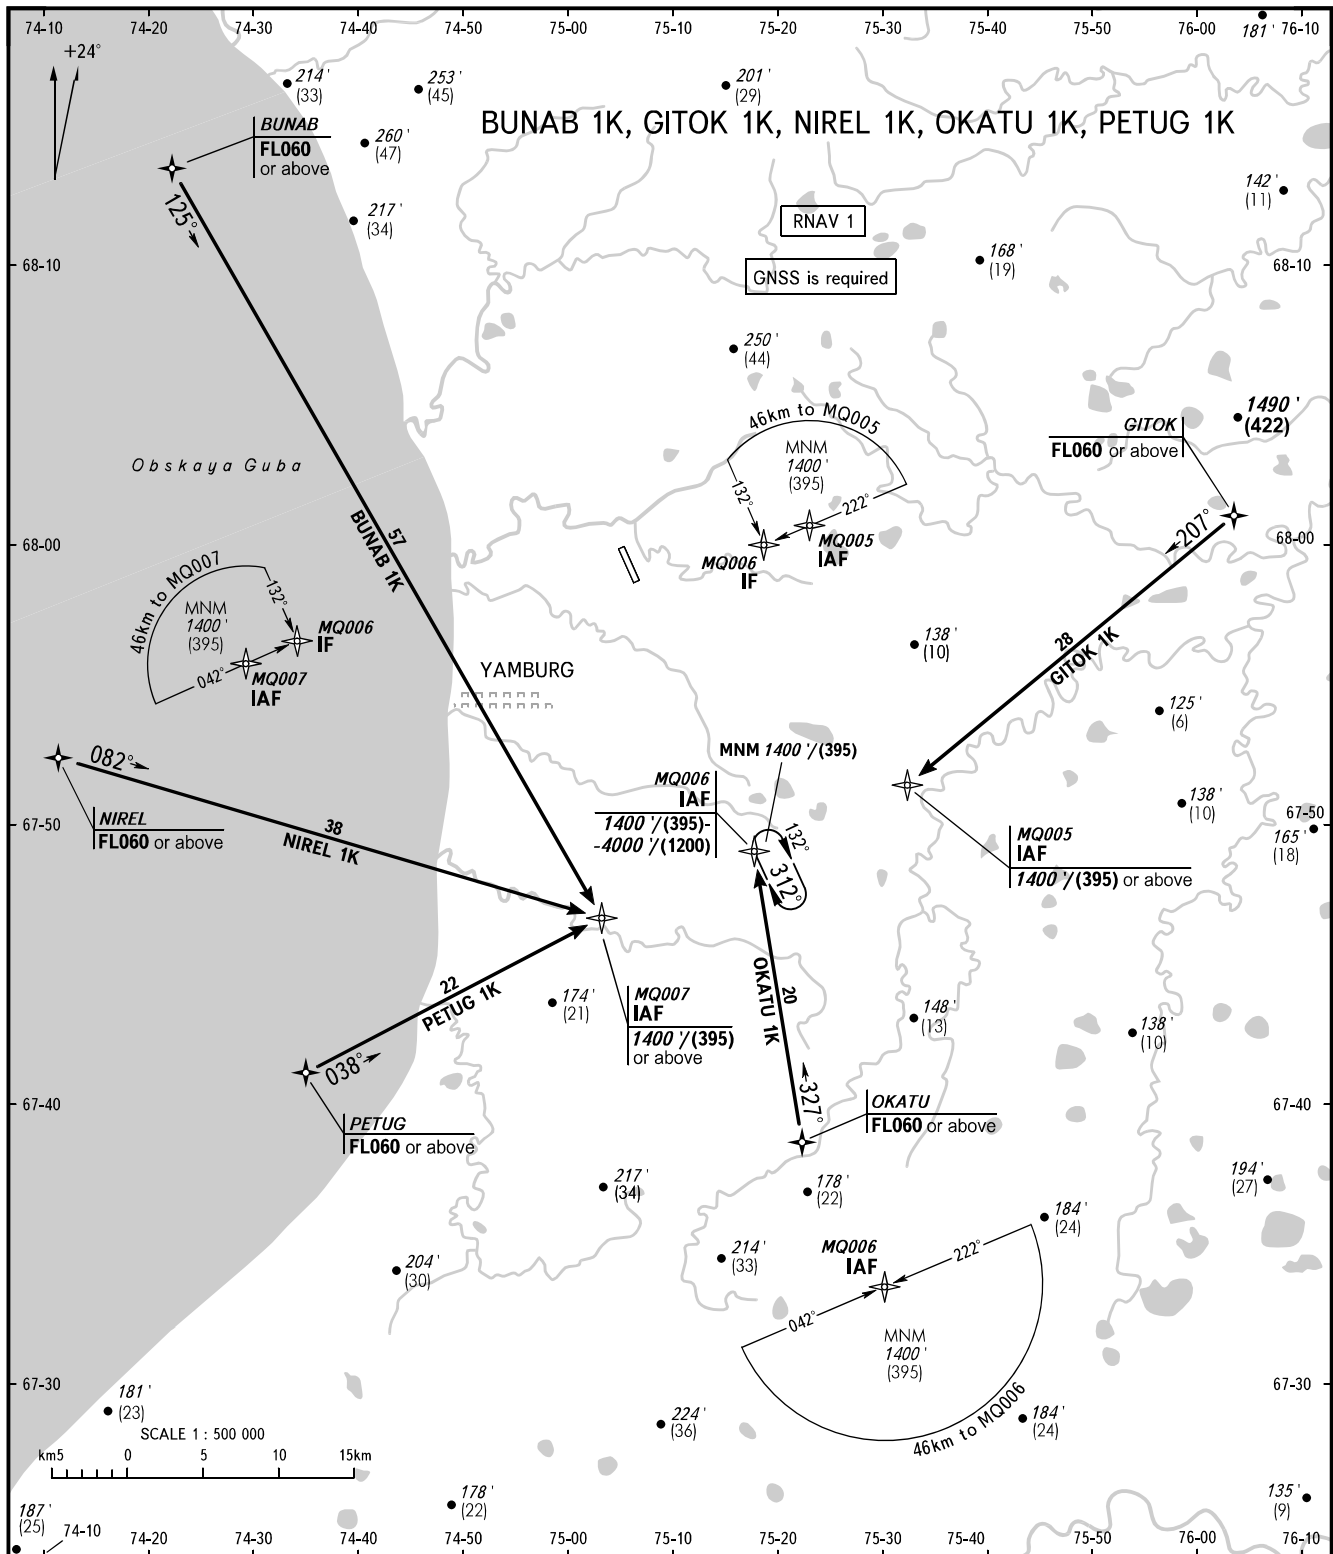 74-10 74-20 74-30 74-40 74-50 75-00 75-10 75-20 75-30 75-40 75-50 76-00 76-10
181 '
+24°
214 '
(33)
253 '
(45)
201 '
(29)
BUNAB 1K, GITOK 1K, NIREL 1K, OKATU 1K, PETUG 1K
BUNAB
FL060
or above
260 '
(47)
142 '
(11)
125°
217 '
(34)
RNAV 1
168 '
(19)
68-10
68-10
GNSS is required
250 '
(44)
1490 '
(422)
46km to MQ005
MNM
1400 '
(395)
132°
222°
GITOK
FL060 or above
Obskaya Guba
207°
57
BUNAB 1K
MQ005
IAF
MQ006
IF
68-00
68-00
46km to MQ007
MNM
1400 '
(395)
132°
MQ006
IF
042°
MQ007
IAF
138 '
(10)
28
GITOK 1K
YAMBURG
125 '
(6)
082°
MNM 1400 '/(395)
MQ006
IAF
1400 '/(395)-
-4000 '/(1200)
138 '
(10)
NIREL
FL060 or above
38
NIREL 1K
67-50
67-50
132°
312°
MQ005
IAF
1400 '/(395) or above
165 '
(18)
22
PETUG 1K
174 '
(21)
MQ007
IAF
1400 '/(395)
or above
20
OKATU 1K
148 '
(13)
138 '
(10)
038°
327°
67-40
67-40
PETUG
FL060 or above
OKATU
FL060 or above
217 '
(34)
178 '
(22)
194 '
(27)
184 '
(24)
204 '
(30)
214 '
(33)
MQ006
IAF
222°
042°
MNM
1400 '
(395)
46km to MQ006
67-30
67-30
181 '
(23)
224 '
(36)
184 '
(24)
SCALE 1 : 500 000
km5 0 5 10 15km
178 '
(22)
135 '
(9)
187 '
(25)
74-10 74-20 74-30 74-40 74-50 75-00 75-10 75-20 75-30 75-40 75-50 76-00 76-10